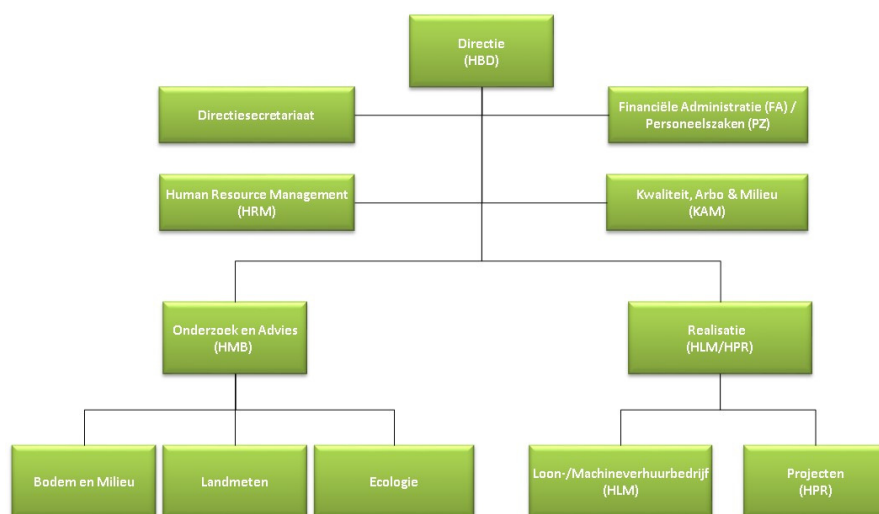 Directie
(HBD)
Directiesecretariaat
Financiële Administratie (FA) /
Personeelszaken (PZ)
Human Resource Management
(HRM)
Kwaliteit, Arbo & Milieu
(KAM)
Onderzoek en Advies
(HMB)
Realisatie
(HLM/HPR)
Bodem en Milieu
Landmeten
Ecologie
Loon-/Machineverhuurbedrijf
(HLM)
Projecten
(HPR)